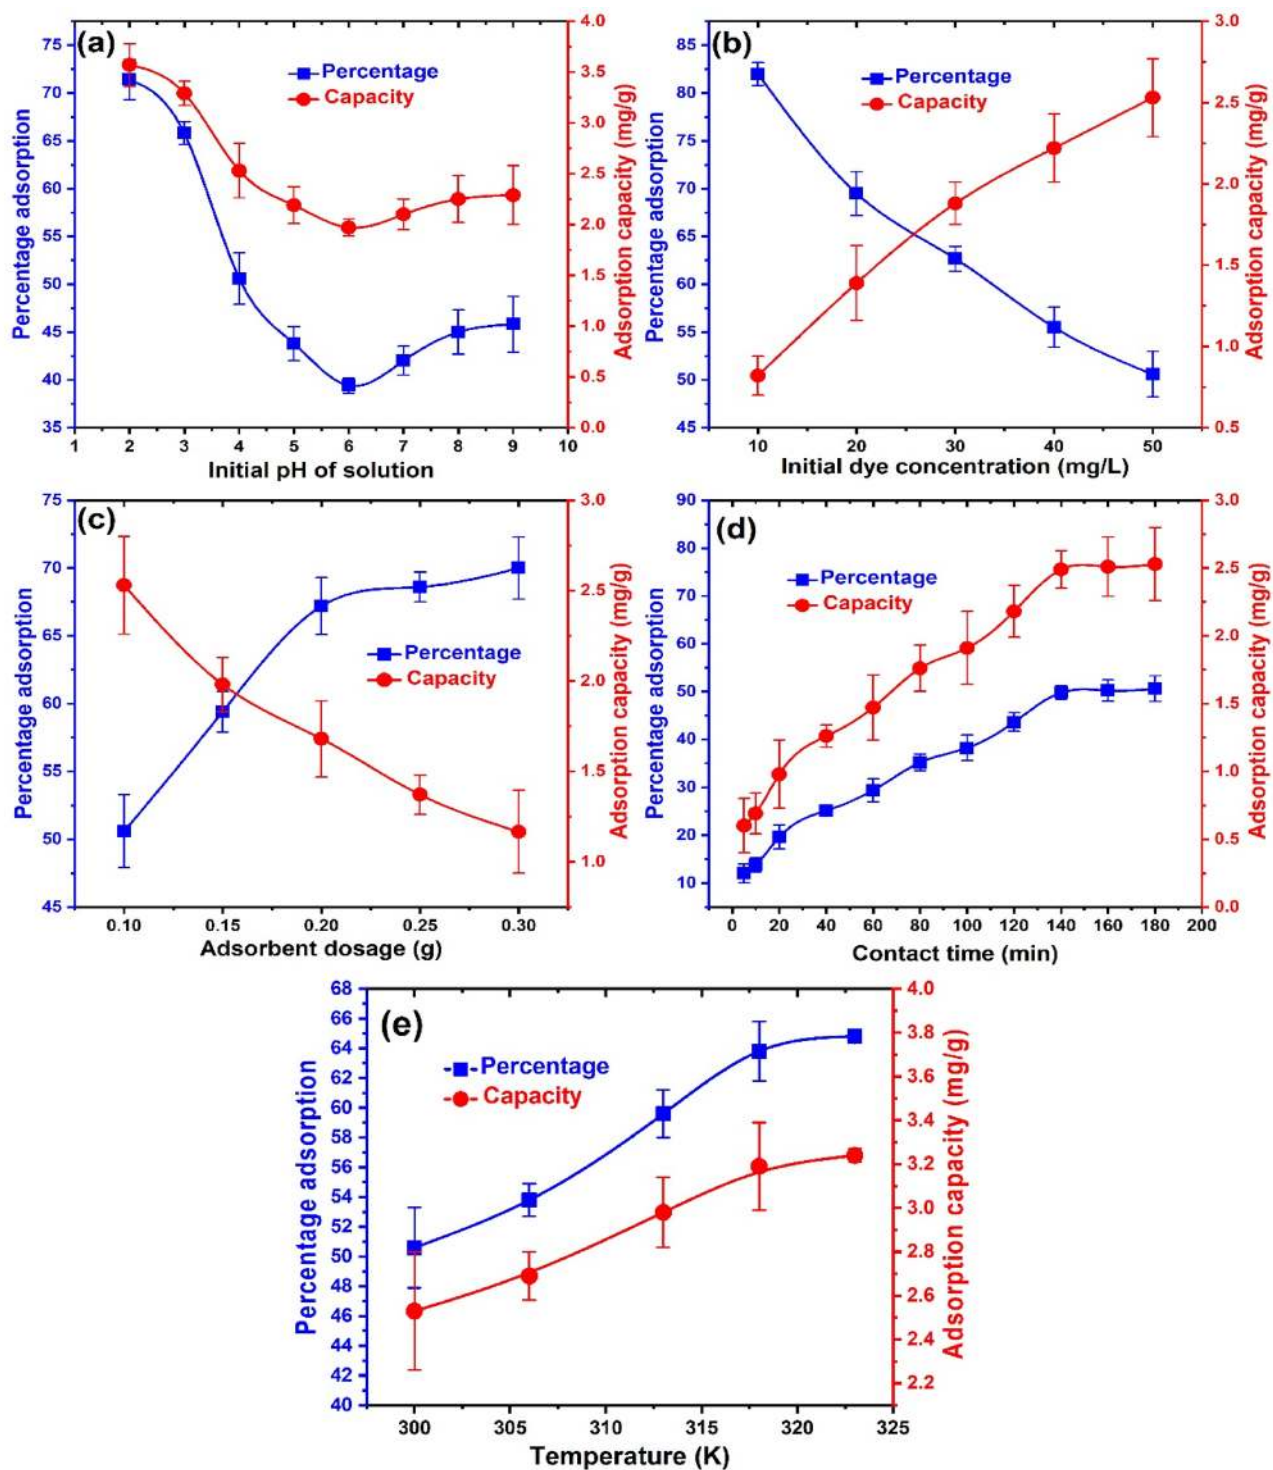 (a)
Percentage
Capacity
Percentage adsorption
75
70
65
60
55
50
45
40
35
Adsorption capacity (mg/g)
4.0
3.5
3.0
2.5
2.0
1.5
1.0
0.5
0.0
1 2 3 4 5 6 7 8 9 10
Initial pH of solution
(b)
Percentage
Capacity
Percentage adsorption
85
80
75
70
65
60
55
50
45
Adsorption capacity (mg/g)
3.0
2.5
2.0
1.5
1.0
0.5
10 20 30 40 50
Initial dye concentration (mg/L)
(c)
Percentage
Capacity
Percentage adsorption
75
70
65
60
55
50
45
Adsorption capacity (mg/g)
3.0
2.5
2.0
1.5
1.0
0.10 0.15 0.20 0.25 0.30
Adsorbent dosage (g)
(d)
Percentage
Capacity
Percentage adsorption
90
80
70
60
50
40
30
20
10
Adsorption capacity (mg/g)
3.0
2.5
2.0
1.5
1.0
0.5
0.0
0 20 40 60 80 100 120 140 160 180 200
Contact time (min)
(e)
Percentage
Capacity
Percentage adsorption
68
66
64
62
60
58
56
54
52
50
48
46
44
42
40
Adsorption capacity (mg/g)
4.0
3.8
3.6
3.4
3.2
3.0
2.8
2.6
2.4
2.2
300 305 310 315 320 325
Temperature (K)